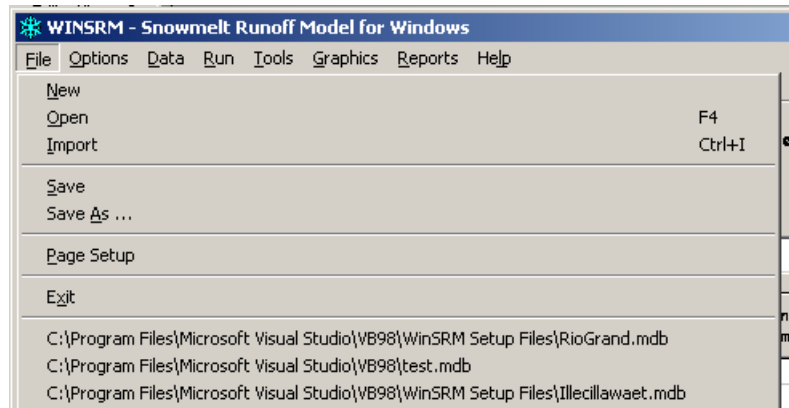 WINSRM - Snowmelt Runoff Model for Windows
File Options Data Run Tools Graphics Reports Help
New
Open F4
Import Ctrl+I
Save
Save As ...
Page Setup
Exit
C:\Program Files\Microsoft Visual Studio\VB98\WinSRM Setup Files\RioGrand.mdb
C:\Program Files\Microsoft Visual Studio\VB98\test.mdb
C:\Program Files\Microsoft Visual Studio\VB98\WinSRM Setup Files\Illecillawaet.mdb